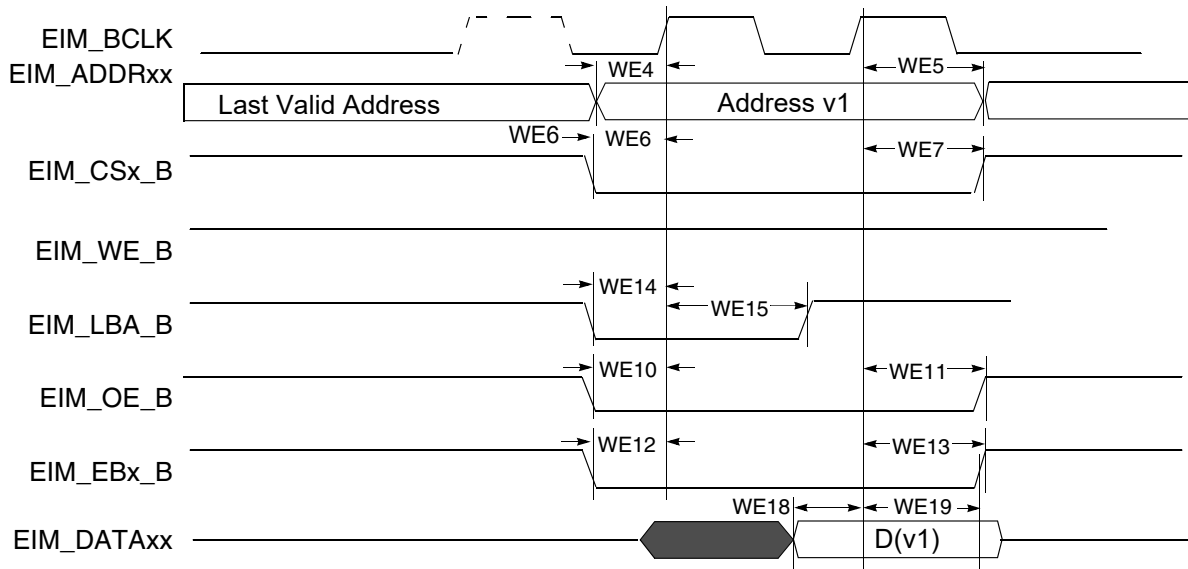 EIM_BCLK
EIM_ADDRxx
WE4
WE5
Last Valid Address
Address v1
WE6
WE6
WE7
EIM_CSx_B
EIM_WE_B
WE14
WE15
EIM_LBA_B
WE10
WE11
EIM_OE_B
WE12
WE13
EIM_EBx_B
WE18
WE19
EIM_DATAxx
D(v1)